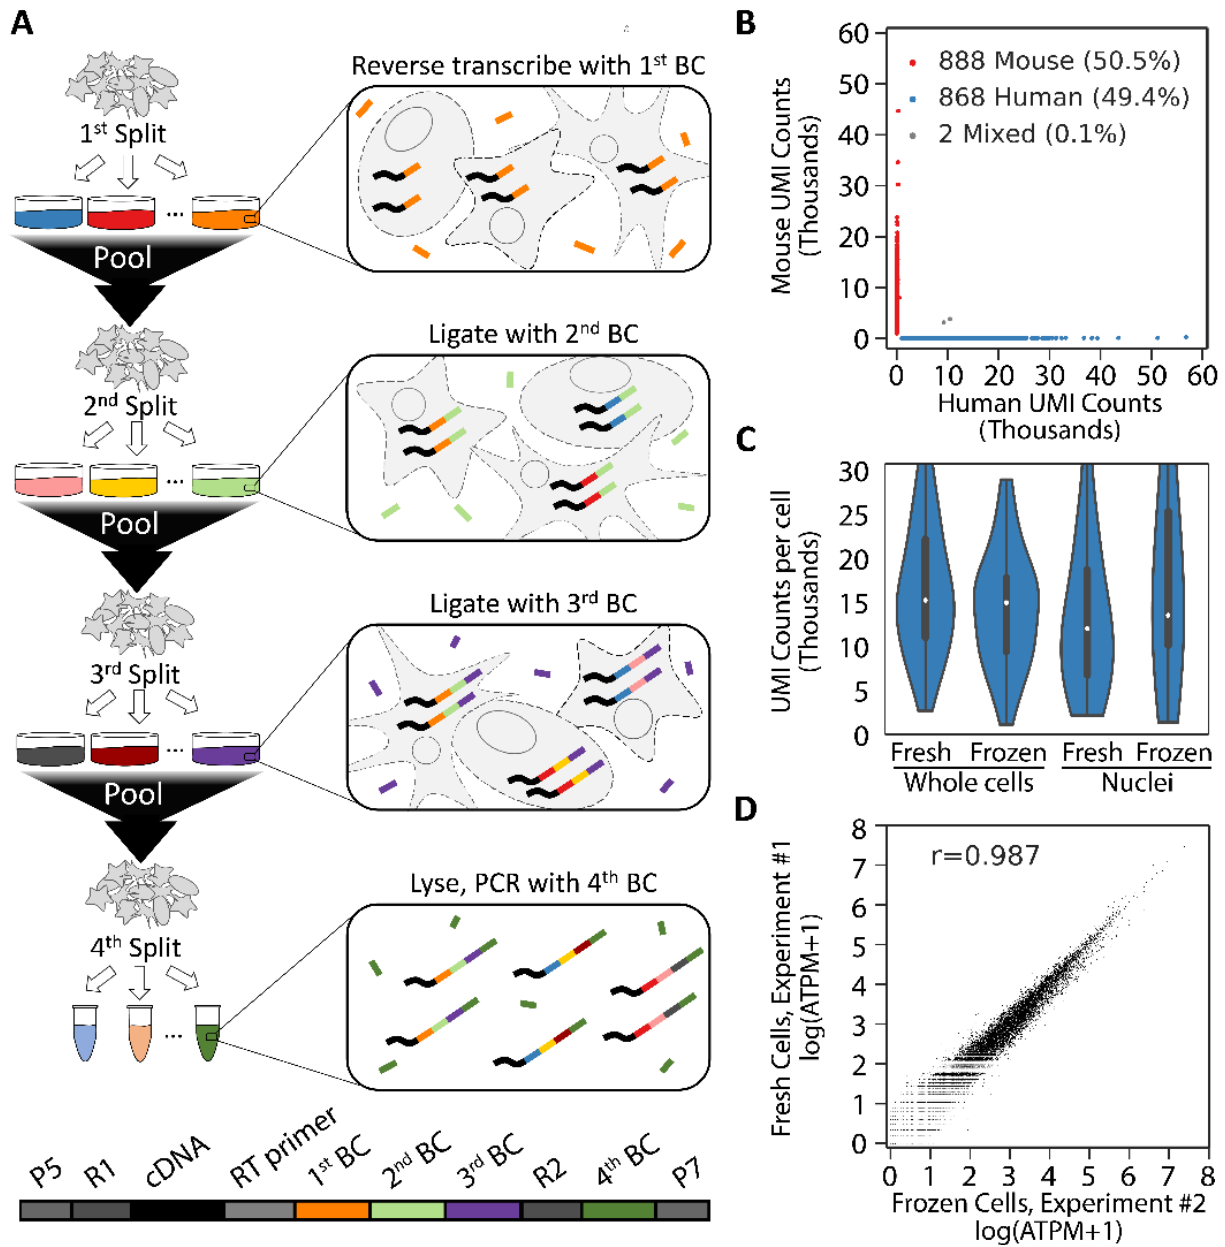 A
1st Split
Pool
2nd Split
Pool
3rd Split
Pool
4th Split
Reverse transcribe with 1st BC
Ligate with 2nd BC
Ligate with 3rd BC
Lyse, PCR with 4th BC
...
...
...
...
P5
R1
cDNA
RT primer
1st BC
2nd BC
3rd BC
R2
4th BC
P7
B
888 Mouse (50.5%)
868 Human (49.4%)
2 Mixed (0.1%)
Mouse UMI Counts
(Thousands)
60
50
40
30
20
10
0
0 10 20 30 40 50 60
Human UMI Counts
(Thousands)
C
UMI Counts per cell
(Thousands)
30
25
20
15
10
5
0
Fresh Frozen Fresh Frozen
Whole cells Nuclei
D
r=0.987
Fresh Cells, Experiment #1
log(ATPM+1)
8
7
6
5
4
3
2
1
0
0 1 2 3 4 5 6 7 8
Frozen Cells, Experiment #2
log(ATPM+1)